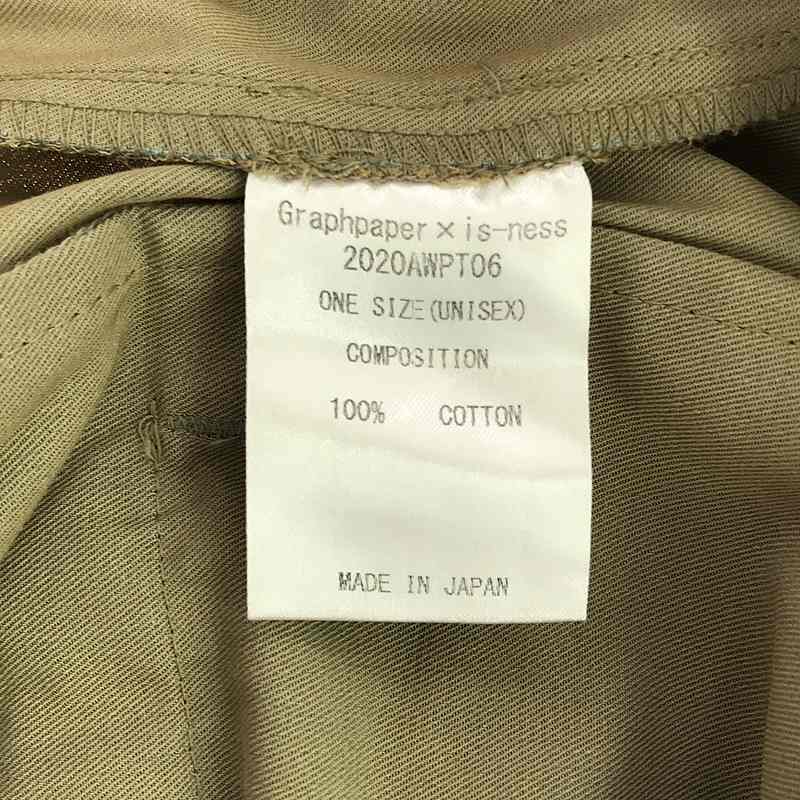 Graphpaper×is-ness
2020AWPT06
ONE SIZE(UNISEX)
COMPOSITION
100% COTTON
MADE IN JAPAN